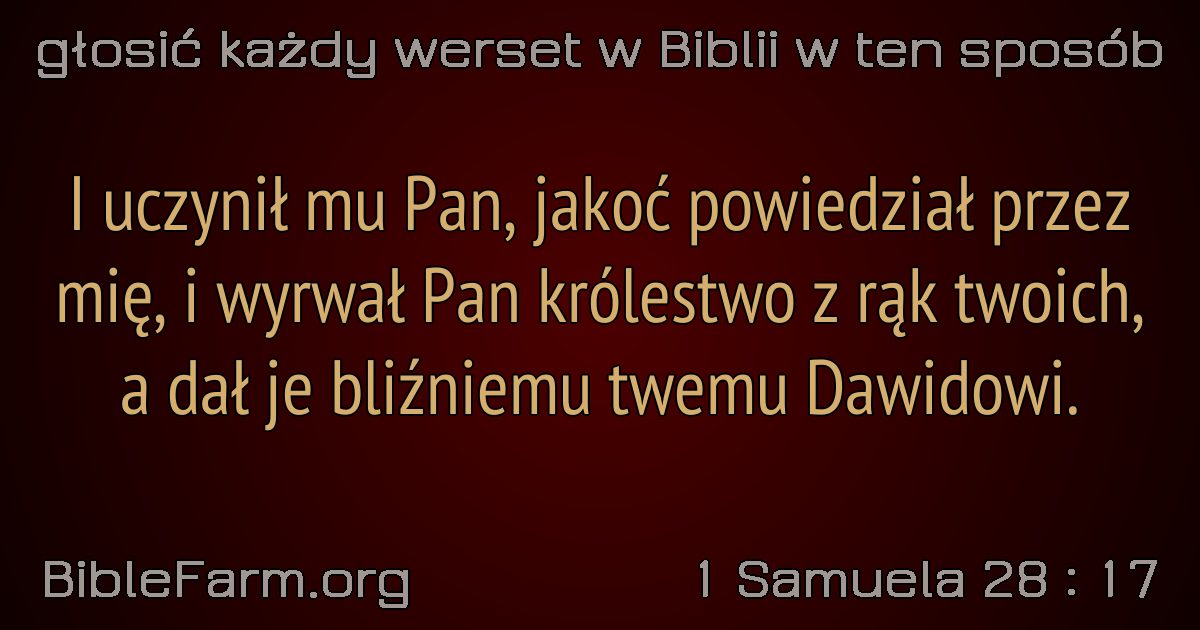 głosić każdy werset w Biblii w ten sposób
I uczynił mu Pan, jakoć powiedział przez
mię, i wyrwał Pan królestwo z rąk twoich,
a dał je bliźniemu twemu Dawidowi.
BibleFarm.org
1 Samuela 28 : 17